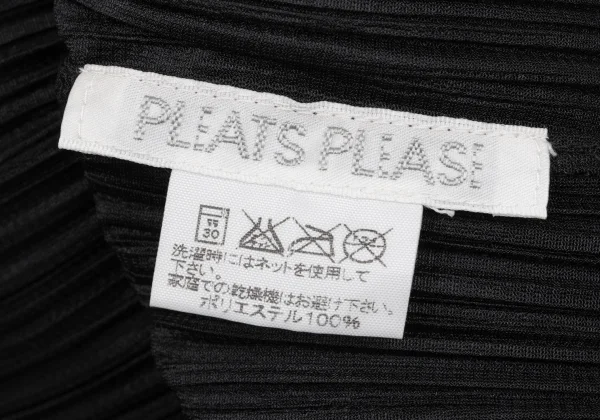 PLEATS PLEASE
弱
30
洗濯時にはネットを使用して
下さい。
家庭での乾燥機はお避け下さい。
ポリエステル100%